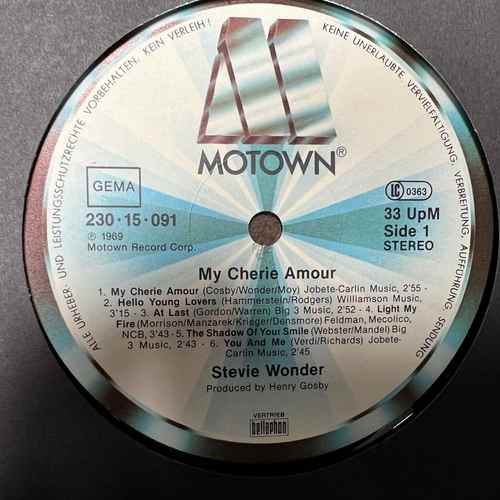 ALLE URHEBER UND LEISTUNGSSCHUTZRECHTE VORBEHALTEN. KEIN VERLEIH! KEINE UNERLAUBTE VERVIELFÄLTIGUNG, VERBREITUNG, AUFFÜHRUNG, SENDUNG
MOTOWN®
GEMA
LC 0363
230·15·091
33 UpM
℗ 1969
Side 1
Motown Record Corp.
STEREO
My Cherie Amour
1. My Cherie Amour (Cosby/Wonder/Moy) Jobete-Carlin Music, 2'55 -
2. Hello Young Lovers (Hammerstein/Rodgers) Williamson Music,
3'15 - 3. At Last (Gordon/Warren) Big 3 Music, 2'52 - 4. Light My
Fire (Morrison/Manzarek/Krieger/Densmore) Feldman, Mecolico,
NCB, 3'43 - 5. The Shadow Of Your Smile (Webster/Mandel) Big
3 Music, 2'43 - 6. You And Me (Verdi/Richards) Jobete-
Carlin Music, 2'45
Stevie Wonder
Produced by Henry Gosby
VERTRIEB
bellaphon